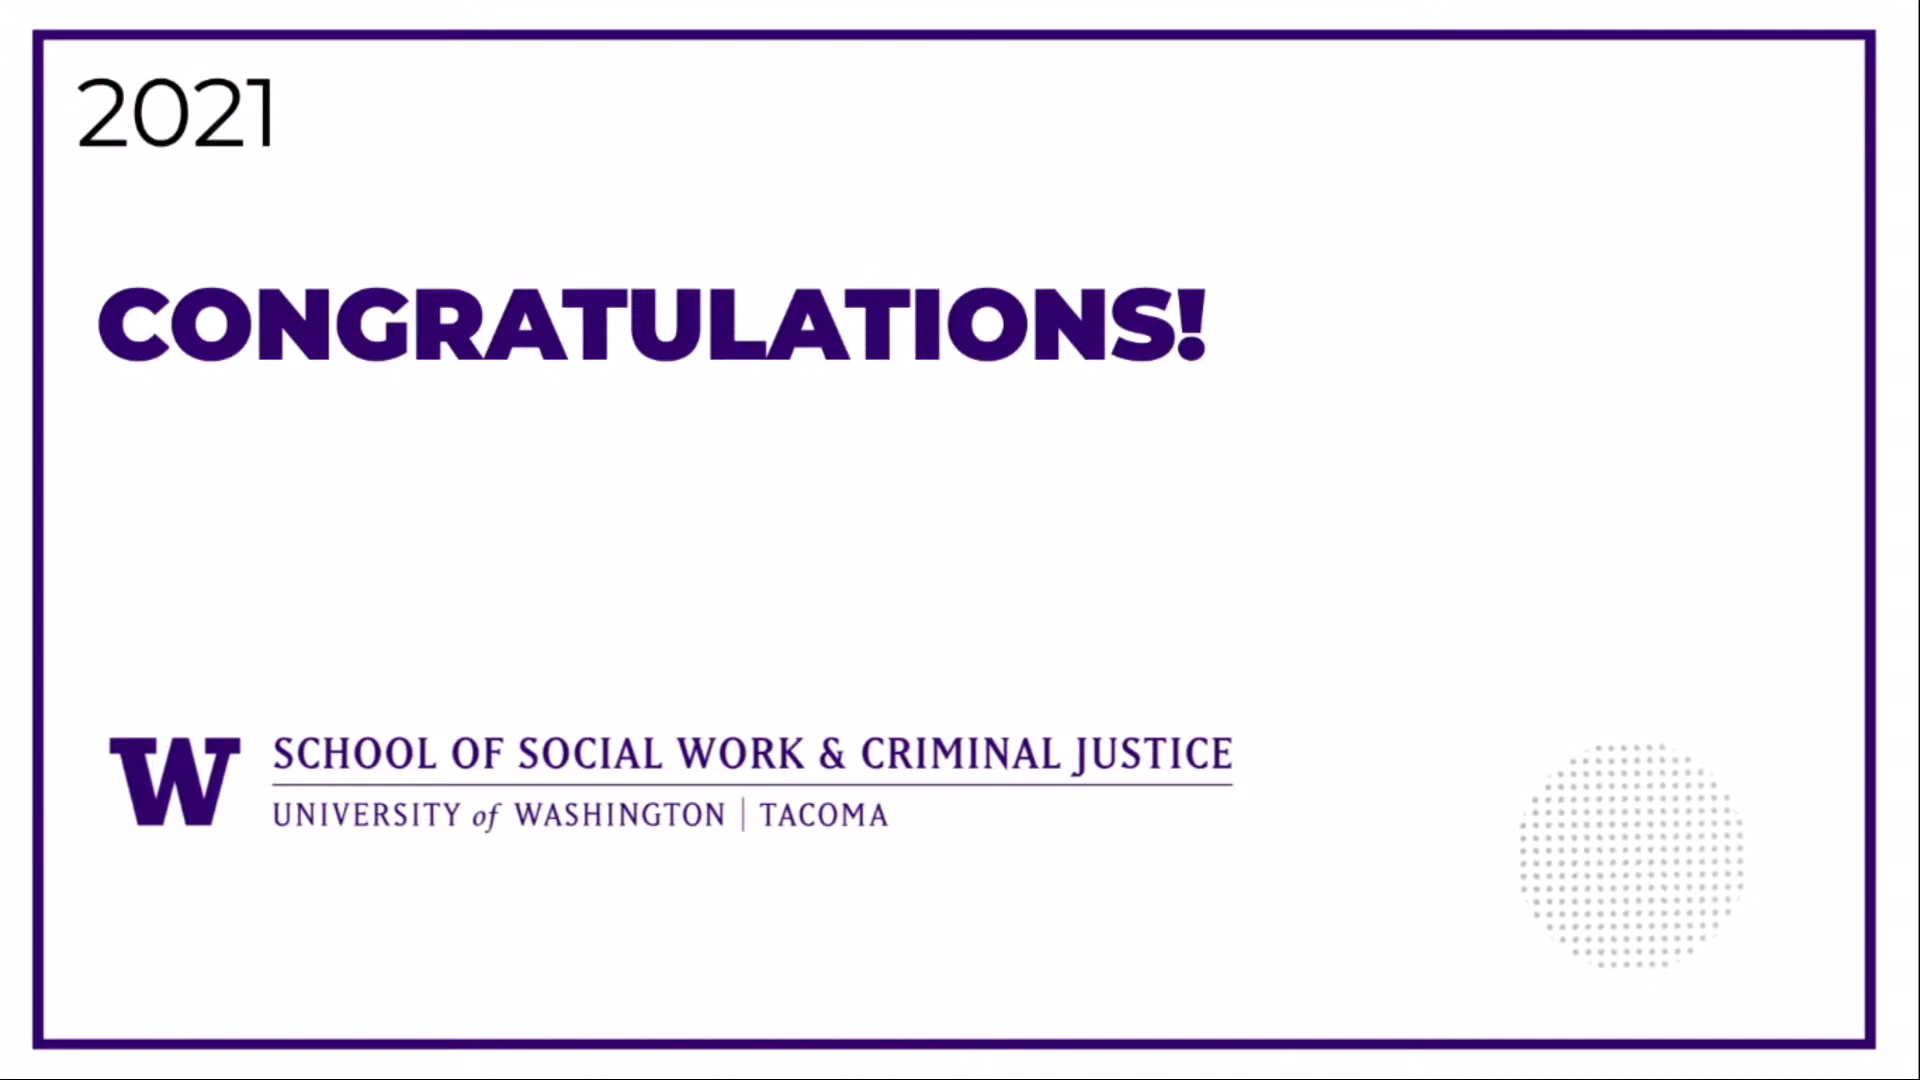 2021
CONGRATULATIONS!
W
SCHOOL OF SOCIAL WORK & CRIMINAL JUSTICE
UNIVERSITY of WASHINGTON | TACOMA